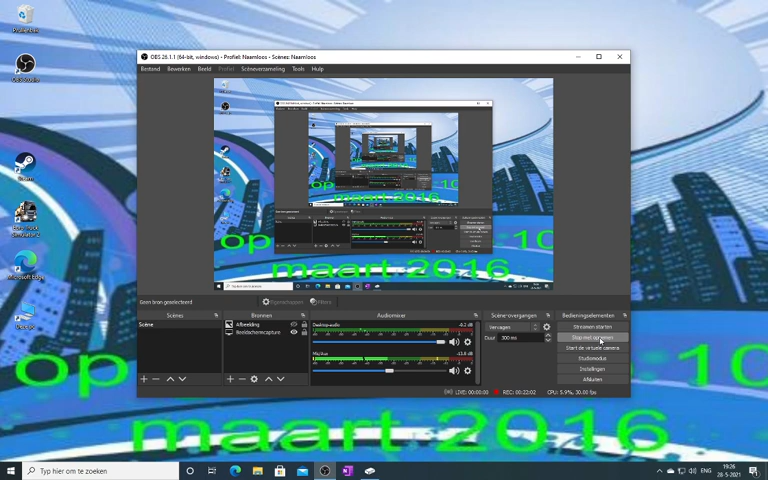 Prullenbak
OBS Studio
Steam
Euro Truck
Simulator 2
Microsoft Edge
OBS 26.1.1 (64-bit, windows) - Profiel: Naamloos - Scènes: Naamloos
Bestand Bewerken Beeld Profiel Scèneverzameling Tools Hulp
op 10
maart 2016
Geen bron geselecteerd
Eigenschappen
Filters
Scènes
Bronnen
Audiomixer
Scène-overgangen
Bedieningselementen
Scène
Afbeelding
Beeldschermcapture
Desktop-audio
-0.2 dB
Mic/Aux
Vervagen
Duur 300 ms
Streamen starten
Stop met opnemen
Start de virtuele camera
Studiomodus
Instellingen
Afsluiten
LIVE: 00:00:00
REC: 00:22:02
CPU: 5.9%, 30.00 fps
op 10
maart 2016
Typ hier om te zoeken
ENG
19:26
28-5-2021